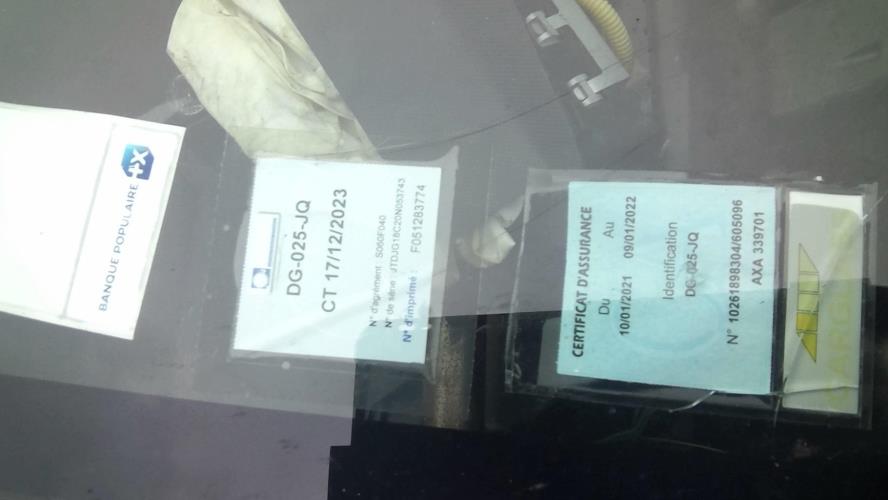 BANQUE POPULAIRE
DG-025-JQ
CT 17/12/2023
N° d'agrément : S060F040
N° de série : JTDJG18C20N053743
N° d'imprimé : F051283774
CERTIFICAT D'ASSURANCE
Du Au
10/01/2021 09/01/2022
Identification
DG-025-JQ
N° 10261898304/605096
AXA 339701